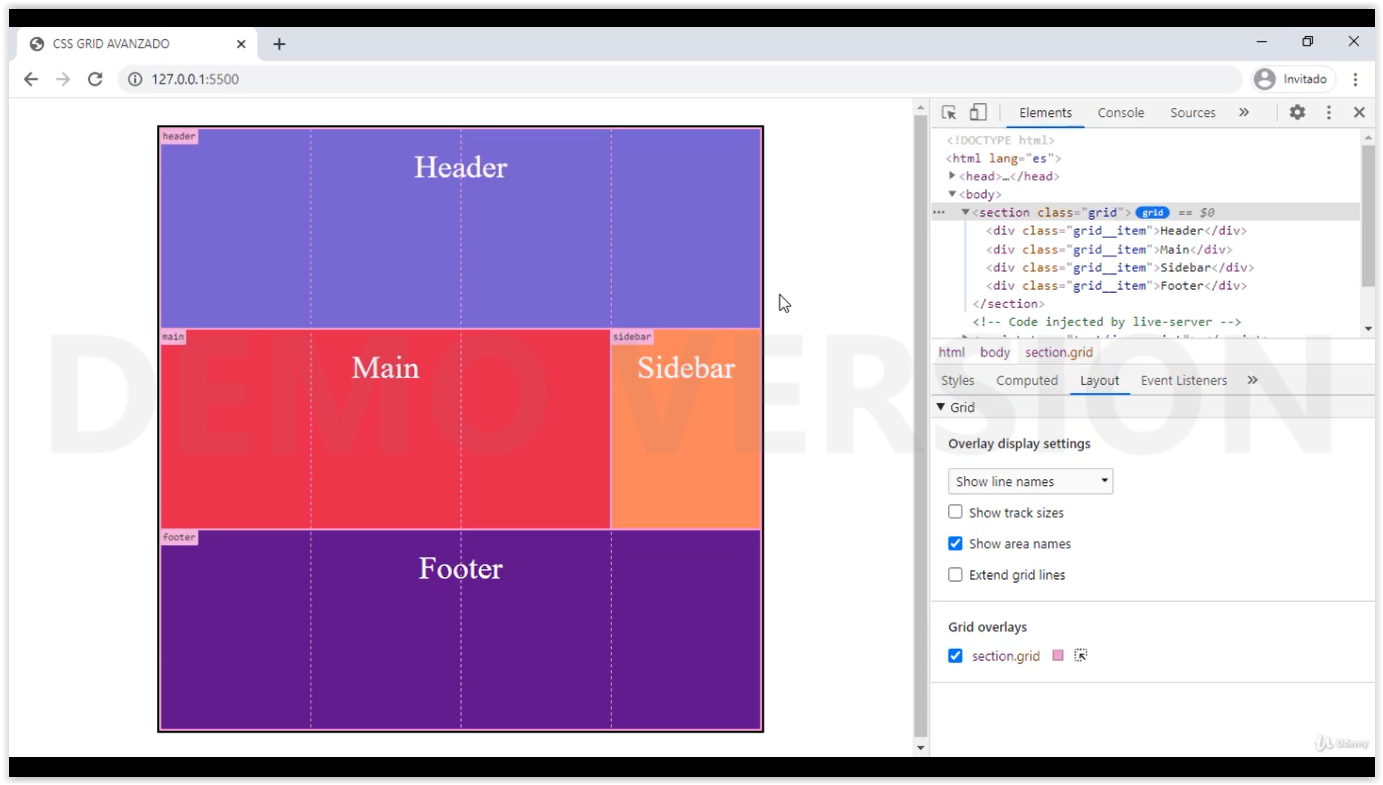 CSS GRID AVANZADO
127.0.0.1:5500
Invitado
header
Header
main
Main
sidebar
Sidebar
footer
Footer
DEMO VERSION
Elements Console Sources
<!DOCTYPE html>
<html lang="es">
<head>…</head>
<body>
<section class="grid"> grid == $0
<div class="grid__item">Header</div>
<div class="grid__item">Main</div>
<div class="grid__item">Sidebar</div>
<div class="grid__item">Footer</div>
</section>
<!-- Code injected by live-server -->
html body section.grid
Styles Computed Layout Event Listeners
Grid
Overlay display settings
Show line names
Show track sizes
Show area names
Extend grid lines
Grid overlays
section.grid
Udemy